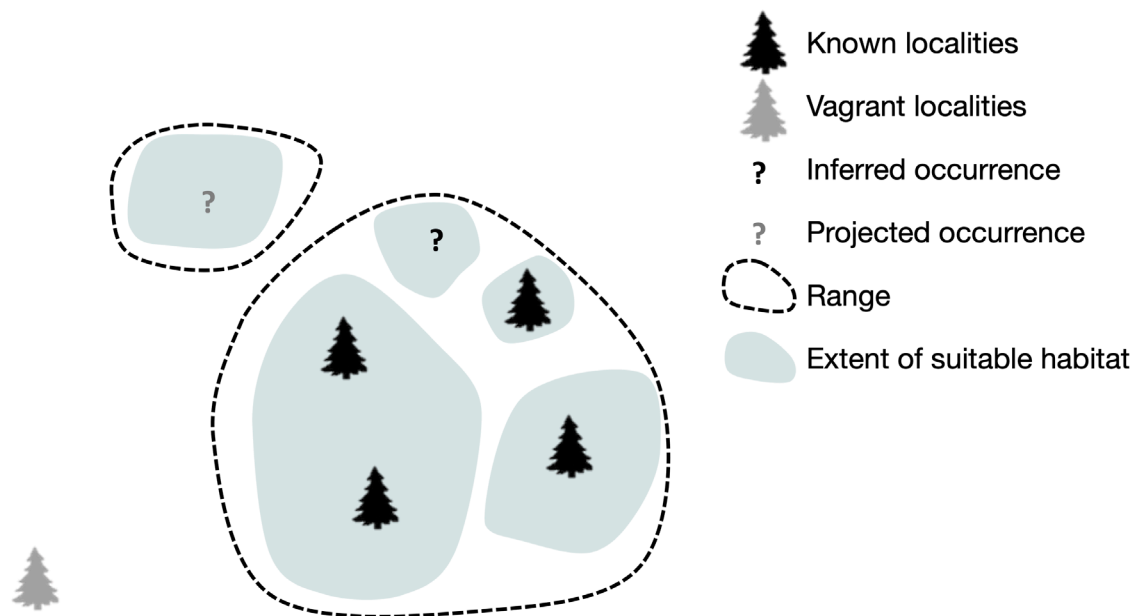 Known localities
Vagrant localities
? Inferred occurrence
? Projected occurrence
Range
Extent of suitable habitat
?
?